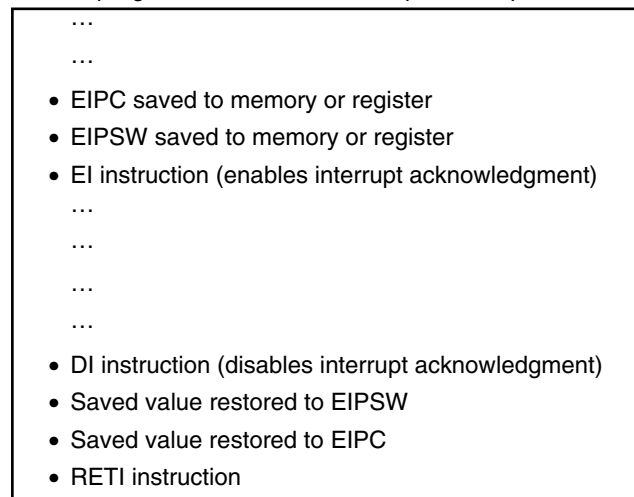 …
…
• EIPC saved to memory or register
• EIPSW saved to memory or register
• EI instruction (enables interrupt acknowledgment)
…
…
…
…
• DI instruction (disables interrupt acknowledgment)
• Saved value restored to EIPSW
• Saved value restored to EIPC
• RETI instruction